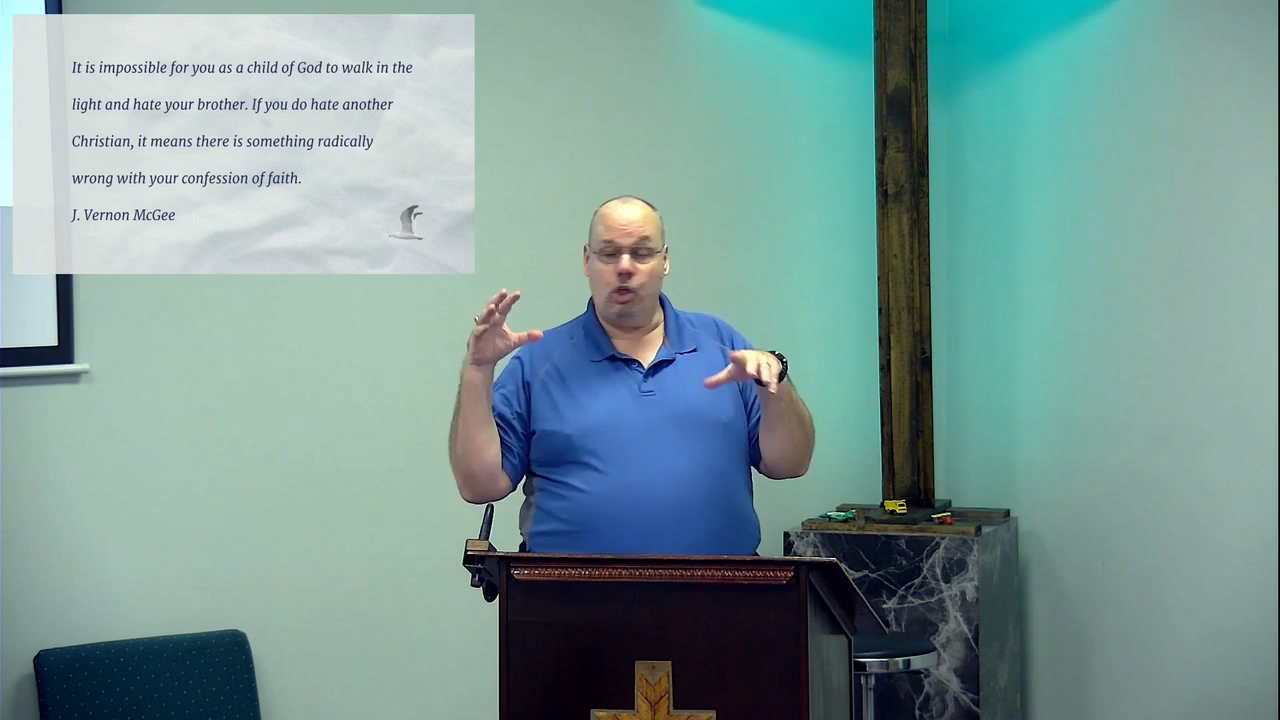 It is impossible for you as a child of God to walk in the
light and hate your brother. If you do hate another
Christian, it means there is something radically
wrong with your confession of faith.
J. Vernon McGee